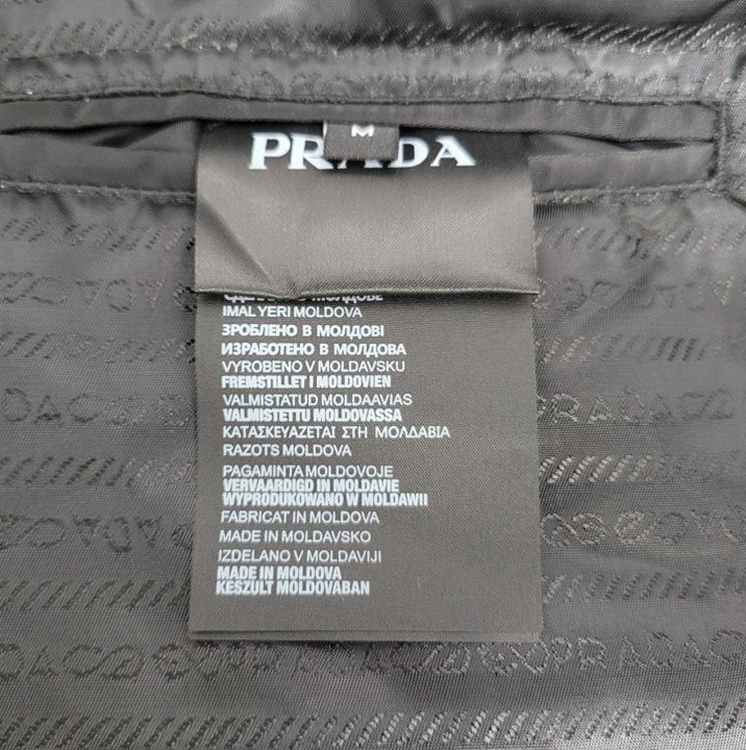 M
PRADA
IMAL YERI MOLDOVA
ЗРОБЛЕНО В МОЛДОВІ
ИЗРАБОТЕНО В МОЛДОВА
VYROBENO V MOLDAVSKU
FREMSTILLET I MOLDOVIEN
VALMISTATUD MOLDAAVIAS
VALMISTETTU MOLDOVASSA
ΚΑΤΑΣΚΕΥΑΖΕΤΑΙ ΣΤΗ ΜΟΛΔΑΒΙΑ
RAZOTS MOLDOVA
PAGAMINTA MOLDOVOJE
VERVAARDIGD IN MOLDAVIE
WYPRODUKOWANO W MOLDAWII
FABRICAT IN MOLDOVA
MADE IN MOLDAVSKO
IZDELANO V MOLDAVIJI
MADE IN MOLDOVA
KESZULT MOLDOVABAN
PRADA
PRADA